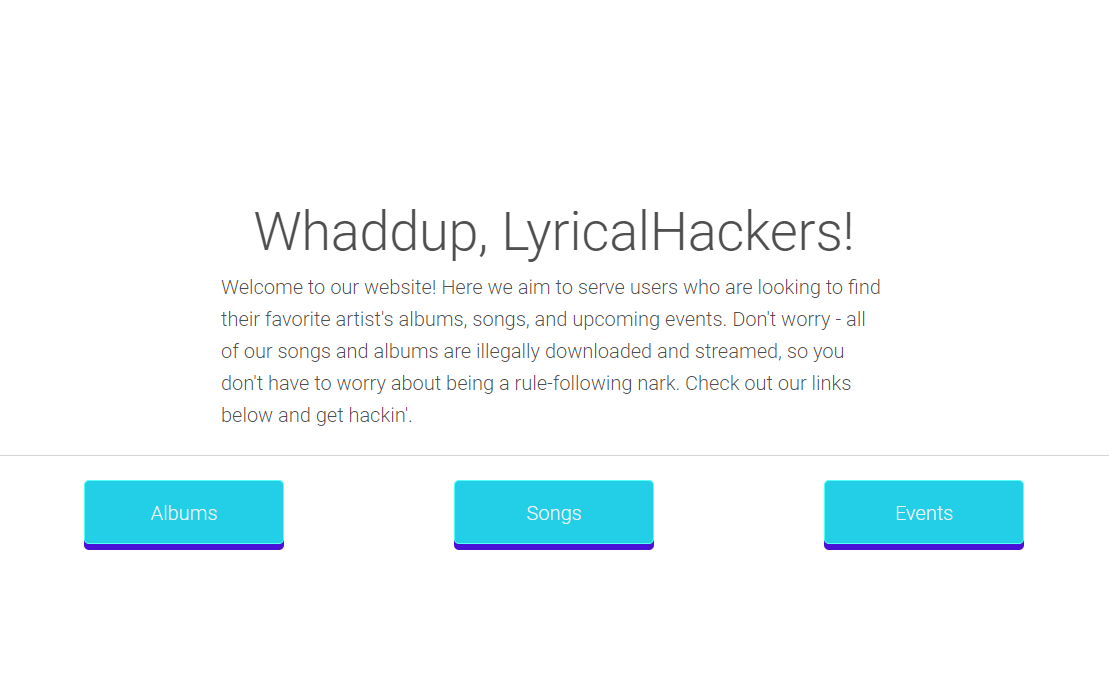 Whaddup, LyricalHackers!
Welcome to our website! Here we aim to serve users who are looking to find
their favorite artist's albums, songs, and upcoming events. Don't worry - all
of our songs and albums are illegally downloaded and streamed, so you
don't have to worry about being a rule-following nark. Check out our links
below and get hackin'.
Albums
Songs
Events